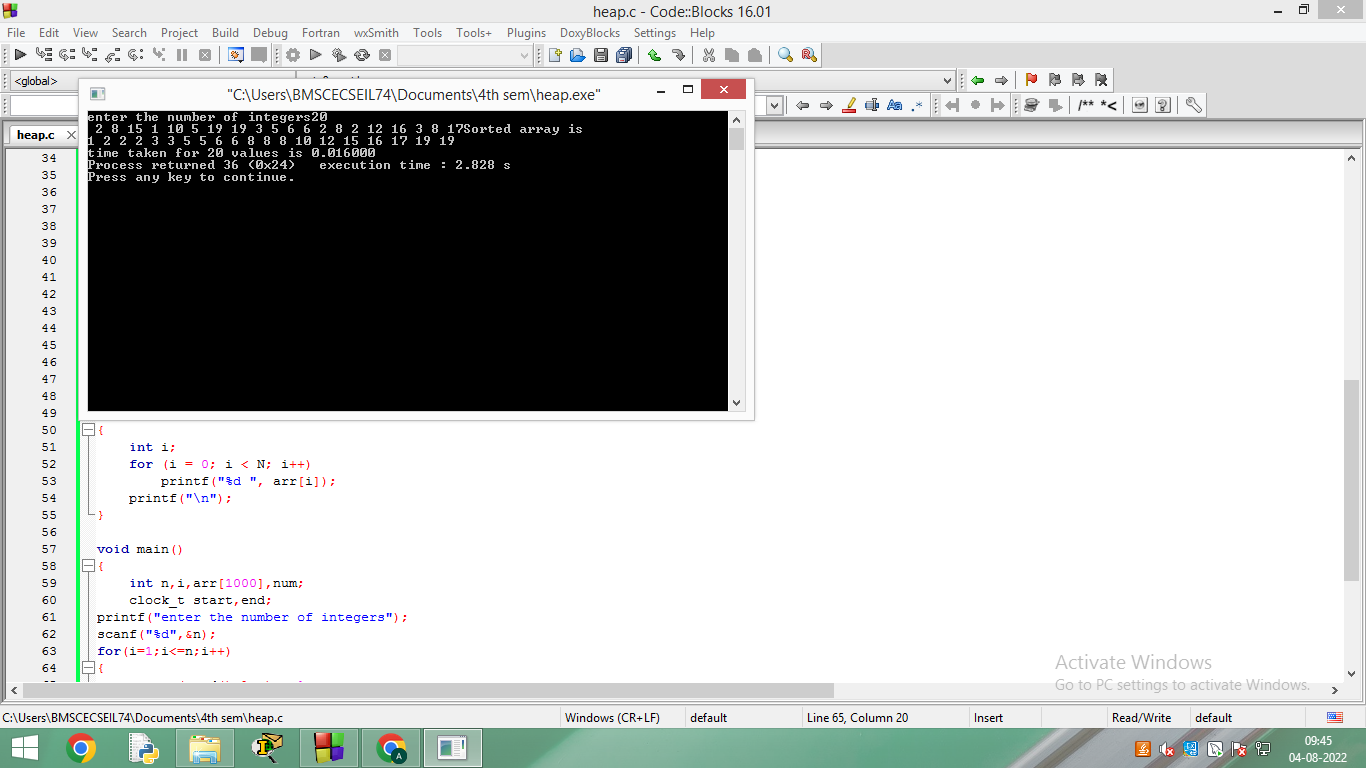 heap.c - Code::Blocks 16.01
File Edit View Search Project Build Debug Fortran wxSmith Tools Tools+ Plugins DoxyBlocks Settings Help
<global>
"C:\Users\BMSCECSEIL74\Documents\4th sem\heap.exe"
/** *<
Aa .*
heap.c
enter the number of integers20
2 8 15 1 10 5 19 19 3 5 6 6 2 8 2 12 16 3 8 17Sorted array is
1 2 2 2 3 3 5 5 6 6 8 8 8 10 12 15 16 17 19 19
time taken for 20 values is 0.016000
Process returned 36 (0x24)   execution time : 2.828 s
Press any key to continue.
34
35
36
37
38
39
40
41
42
43
44
45
46
47
48
49
50 {
51 int i;
52 for (i = 0; i < N; i++)
53 printf("%d ", arr[i]);
54 printf("\n");
55 }
56
57 void main()
58 {
59 int n,i,arr[1000],num;
60 clock_t start,end;
61 printf("enter the number of integers");
62 scanf("%d",&n);
63 for(i=1;i<=n;i++)
64 {
Activate Windows
Go to PC settings to activate Windows.
C:\Users\BMSCECSEIL74\Documents\4th sem\heap.c Windows (CR+LF) default Line 65, Column 20 Insert Read/Write default
A
09:45
04-08-2022